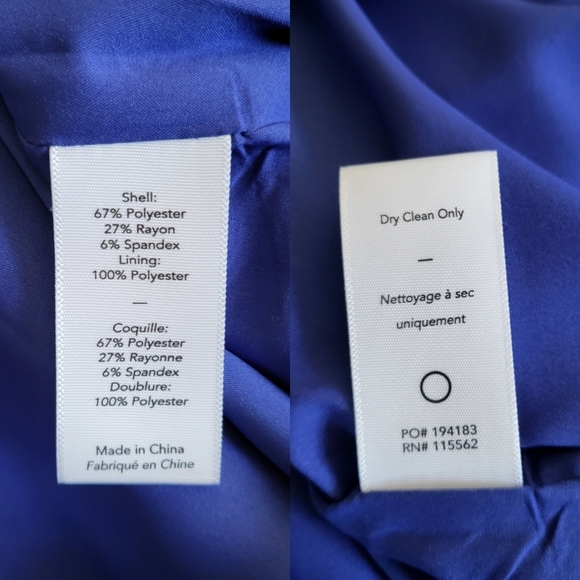 Shell:
67% Polyester
27% Rayon
6% Spandex
Lining:
100% Polyester
—
Coquille:
67% Polyester
27% Rayonne
6% Spandex
Doublure:
100% Polyester
Made in China
Fabriqué en Chine
Dry Clean Only
—
Nettoyage à sec
uniquement
PO# 194183
RN# 115562